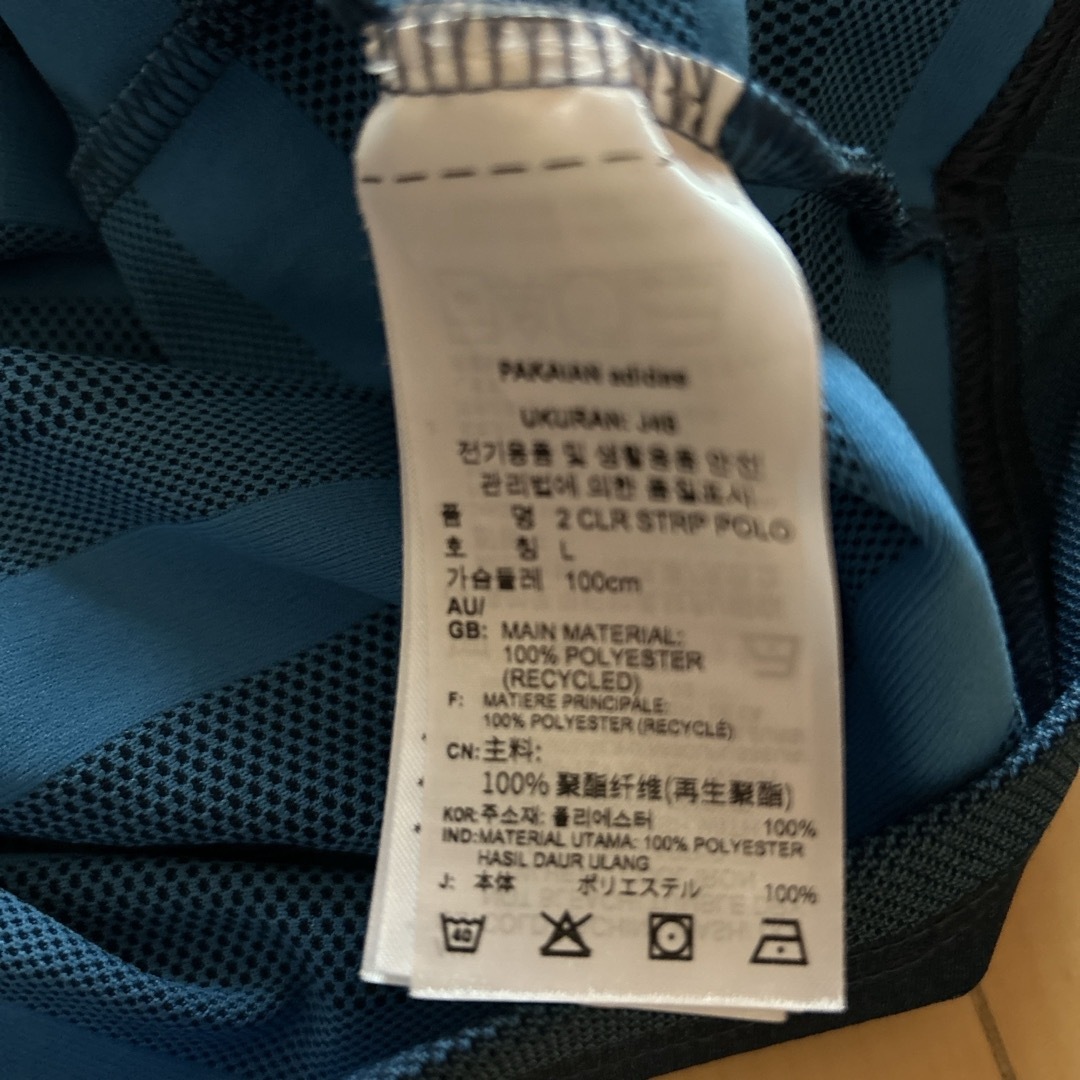 PAKAIAN adidas
UKURAN: J4B
전기용품 및 생활용품 안전
관리법에 의한 품질표시
품 명 2 CLR STRIP POLO
호 칭 L
가슴둘레 100cm
AU/
GB: MAIN MATERIAL:
100% POLYESTER
(RECYCLED)
F: MATIERE PRINCIPALE:
100% POLYESTER (RECYCLÉ)
CN: 主料:
100% 聚酯纤维(再生聚酯)
KOR: 주소재: 폴리에스터 100%
IND: MATERIAL UTAMA: 100% POLYESTER
HASIL DAUR ULANG
J: 本体 ポリエステル 100%
40